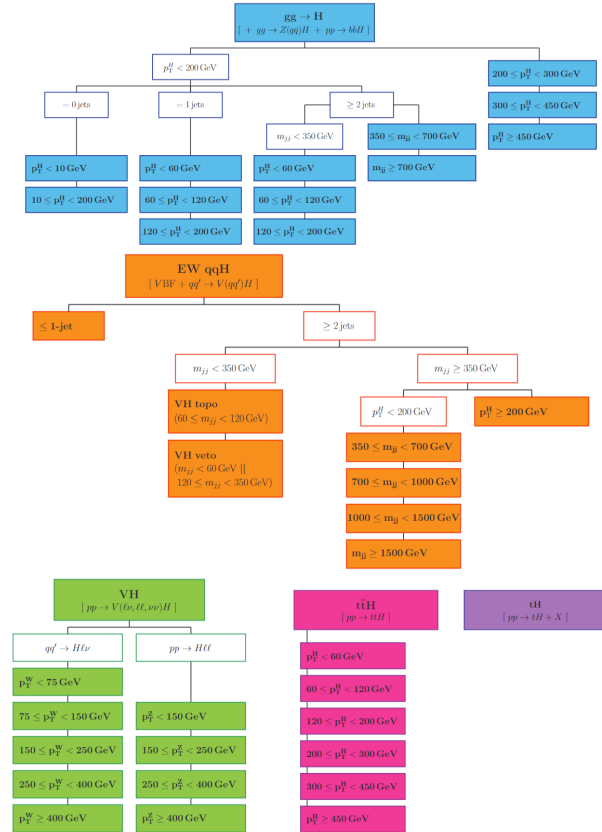 gg → H
[ + gg → Z(qq)H + pp → bbH ]
p_T^H < 200 GeV
200 ≤ p_T^H < 300 GeV
300 ≤ p_T^H < 450 GeV
p_T^H ≥ 450 GeV
= 0 jets
= 1 jets
≥ 2 jets
m_jj < 350 GeV
350 ≤ m_jj < 700 GeV
m_jj ≥ 700 GeV
p_T^H < 10 GeV
10 ≤ p_T^H < 200 GeV
p_T^H < 60 GeV
60 ≤ p_T^H < 120 GeV
120 ≤ p_T^H < 200 GeV
p_T^H < 60 GeV
60 ≤ p_T^H < 120 GeV
120 ≤ p_T^H < 200 GeV
EW qqH
[ VBF + qq′ → V(qq′)H ]
≤ 1-jet
≥ 2 jets
m_jj < 350 GeV
VH topo
(60 ≤ m_jj < 120 GeV)
VH veto
(m_jj < 60 GeV ||
120 ≤ m_jj < 350 GeV)
m_jj ≥ 350 GeV
p_T^H < 200 GeV
p_T^H ≥ 200 GeV
350 ≤ m_jj < 700 GeV
700 ≤ m_jj < 1000 GeV
1000 ≤ m_jj < 1500 GeV
m_jj ≥ 1500 GeV
VH
[ pp → V(ℓν, ℓℓ, νν)H ]
qq′ → Hℓν
p_T^W < 75 GeV
75 ≤ p_T^W < 150 GeV
150 ≤ p_T^W < 250 GeV
250 ≤ p_T^W < 400 GeV
p_T^W ≥ 400 GeV
pp → Hℓℓ
p_T^Z < 150 GeV
150 ≤ p_T^Z < 250 GeV
250 ≤ p_T^Z < 400 GeV
p_T^Z ≥ 400 GeV
tt̄H
[ pp → ttH ]
p_T^H < 60 GeV
60 ≤ p_T^H < 120 GeV
120 ≤ p_T^H < 200 GeV
200 ≤ p_T^H < 300 GeV
300 ≤ p_T^H < 450 GeV
p_T^H ≥ 450 GeV
tH
[ pp → tH + X ]